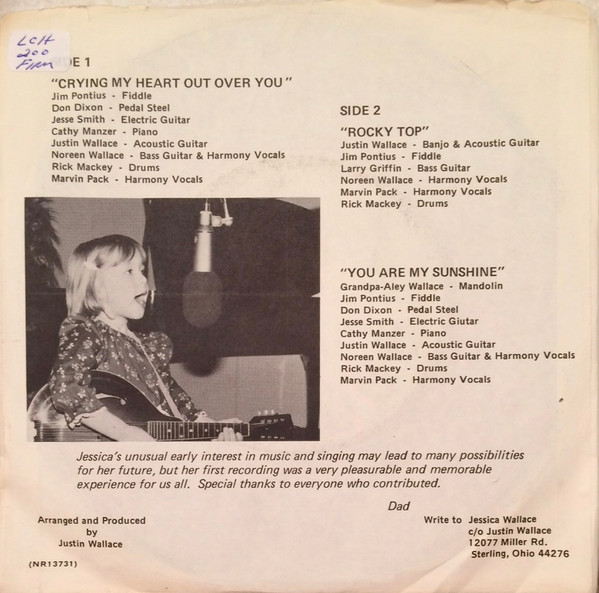 LCH
200
Firm
DE 1
"CRYING MY HEART OUT OVER YOU"
Jim Pontius - Fiddle
Don Dixon - Pedal Steel
Jesse Smith - Electric Guitar
Cathy Manzer - Piano
Justin Wallace - Acoustic Guitar
Noreen Wallace - Bass Guitar & Harmony Vocals
Rick Mackey - Drums
Marvin Pack - Harmony Vocals
SIDE 2
"ROCKY TOP"
Justin Wallace - Banjo & Acoustic Guitar
Jim Pontius - Fiddle
Larry Griffin - Bass Guitar
Noreen Wallace - Harmony Vocals
Marvin Pack - Harmony Vocals
Rick Mackey - Drums
"YOU ARE MY SUNSHINE"
Grandpa-Aley Wallace - Mandolin
Jim Pontius - Fiddle
Don Dixon - Pedal Steel
Jesse Smith - Electric Giutar
Cathy Manzer - Piano
Justin Wallace - Acoustic Guitar
Noreen Wallace - Bass Guitar & Harmony Vocals
Rick Mackey - Drums
Marvin Pack - Harmony Vocals
Jessica's unusual early interest in music and singing may lead to many possibilities
for her future, but her first recording was a very pleasurable and memorable
experience for us all. Special thanks to everyone who contributed.
Dad
Arranged and Produced
by
Justin Wallace
Write to Jessica Wallace
c/o Justin Wallace
12077 Miller Rd.
Sterling, Ohio 44276
(NR13731)